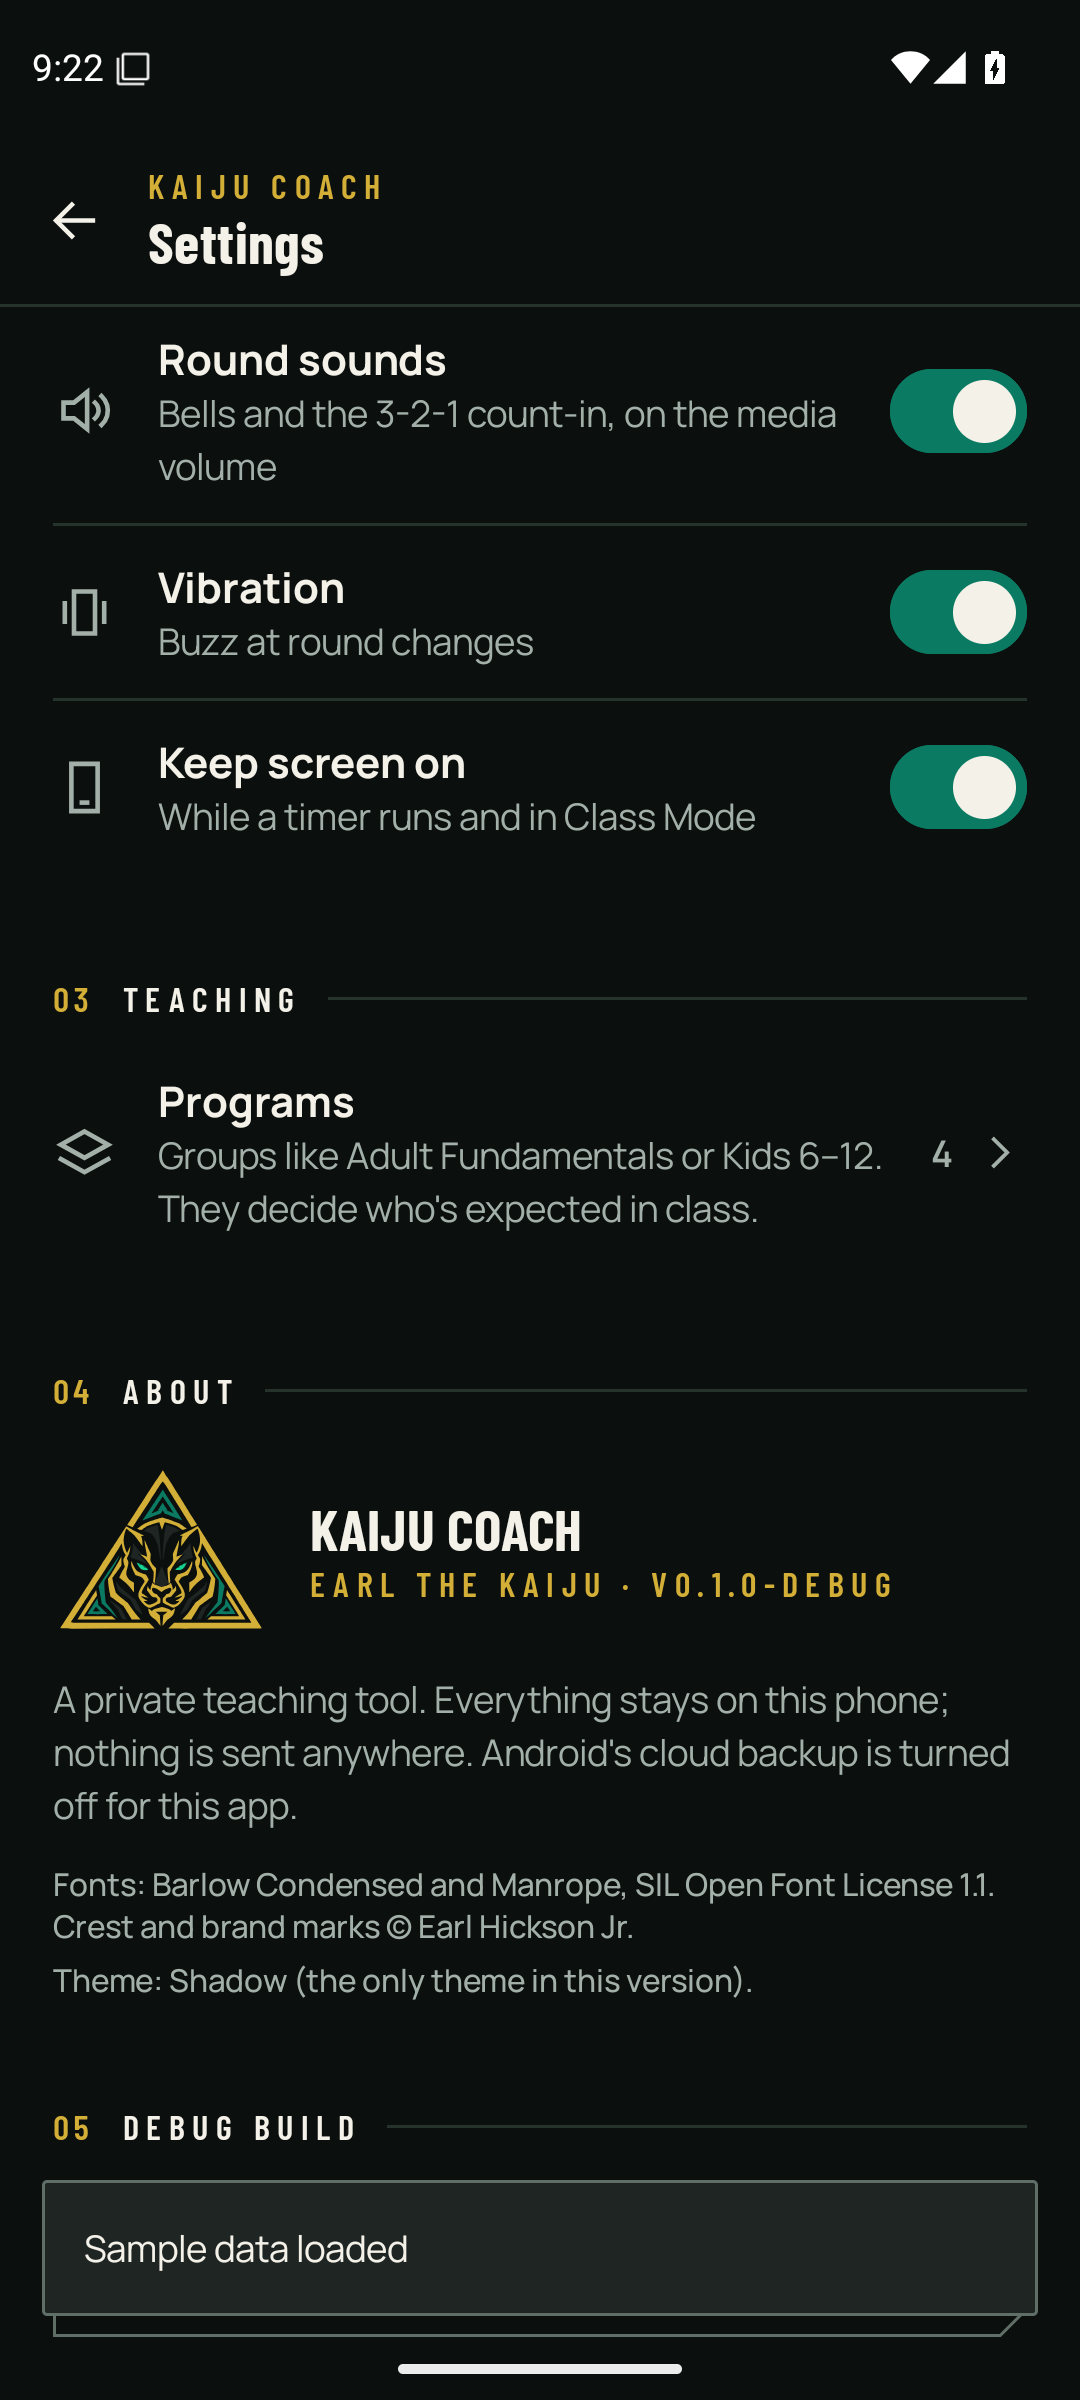 9:22
KAIJU COACH
Settings
Round sounds
Bells and the 3-2-1 count-in, on the media
volume
Vibration
Buzz at round changes
Keep screen on
While a timer runs and in Class Mode
03 TEACHING
Programs
Groups like Adult Fundamentals or Kids 6–12.
They decide who's expected in class.
4
04 ABOUT
KAIJU COACH
EARL THE KAIJU · V0.1.0-DEBUG
A private teaching tool. Everything stays on this phone;
nothing is sent anywhere. Android's cloud backup is turned
off for this app.
Fonts: Barlow Condensed and Manrope, SIL Open Font License 1.1.
Crest and brand marks © Earl Hickson Jr.
Theme: Shadow (the only theme in this version).
05 DEBUG BUILD
Sample data loaded